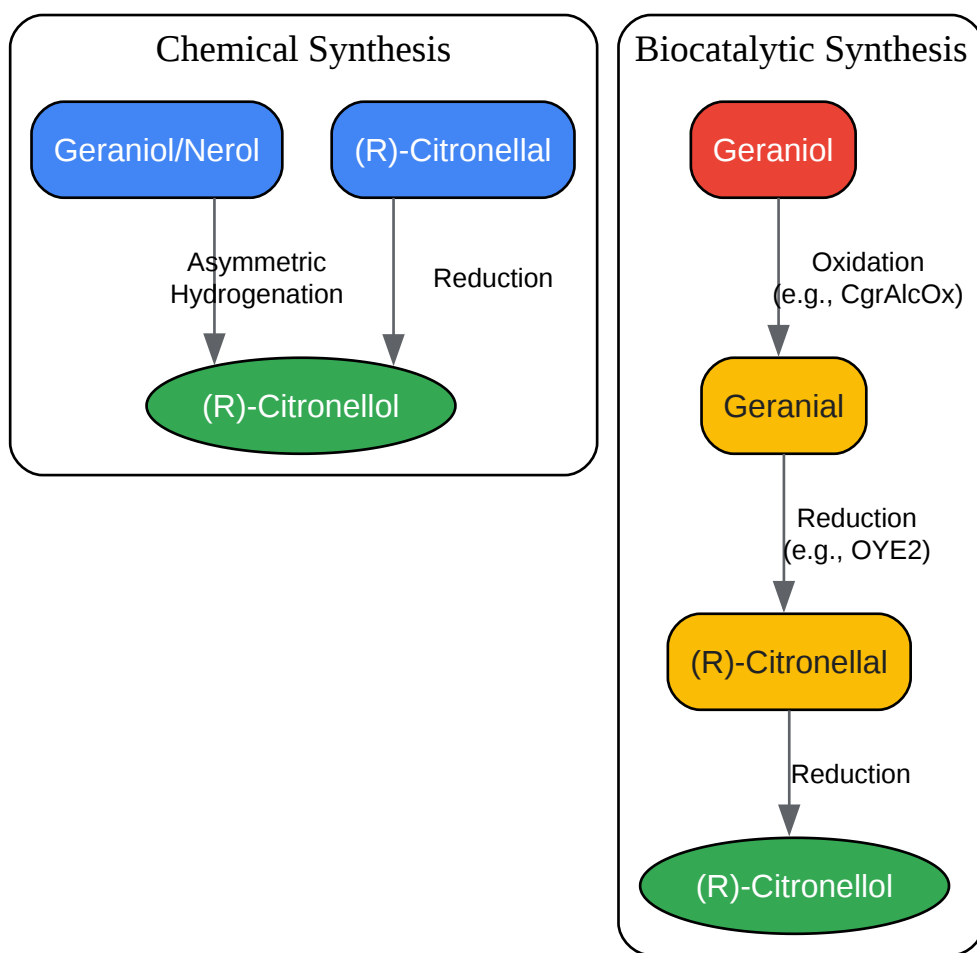 Chemical Synthesis
Geraniol/Nerol
(R)-Citronellal
Asymmetric
Hydrogenation
Reduction
(R)-Citronellol
Biocatalytic Synthesis
Geraniol
Oxidation
(e.g., CgrAlcOx)
Geranial
Reduction
(e.g., OYE2)
(R)-Citronellal
Reduction
(R)-Citronellol